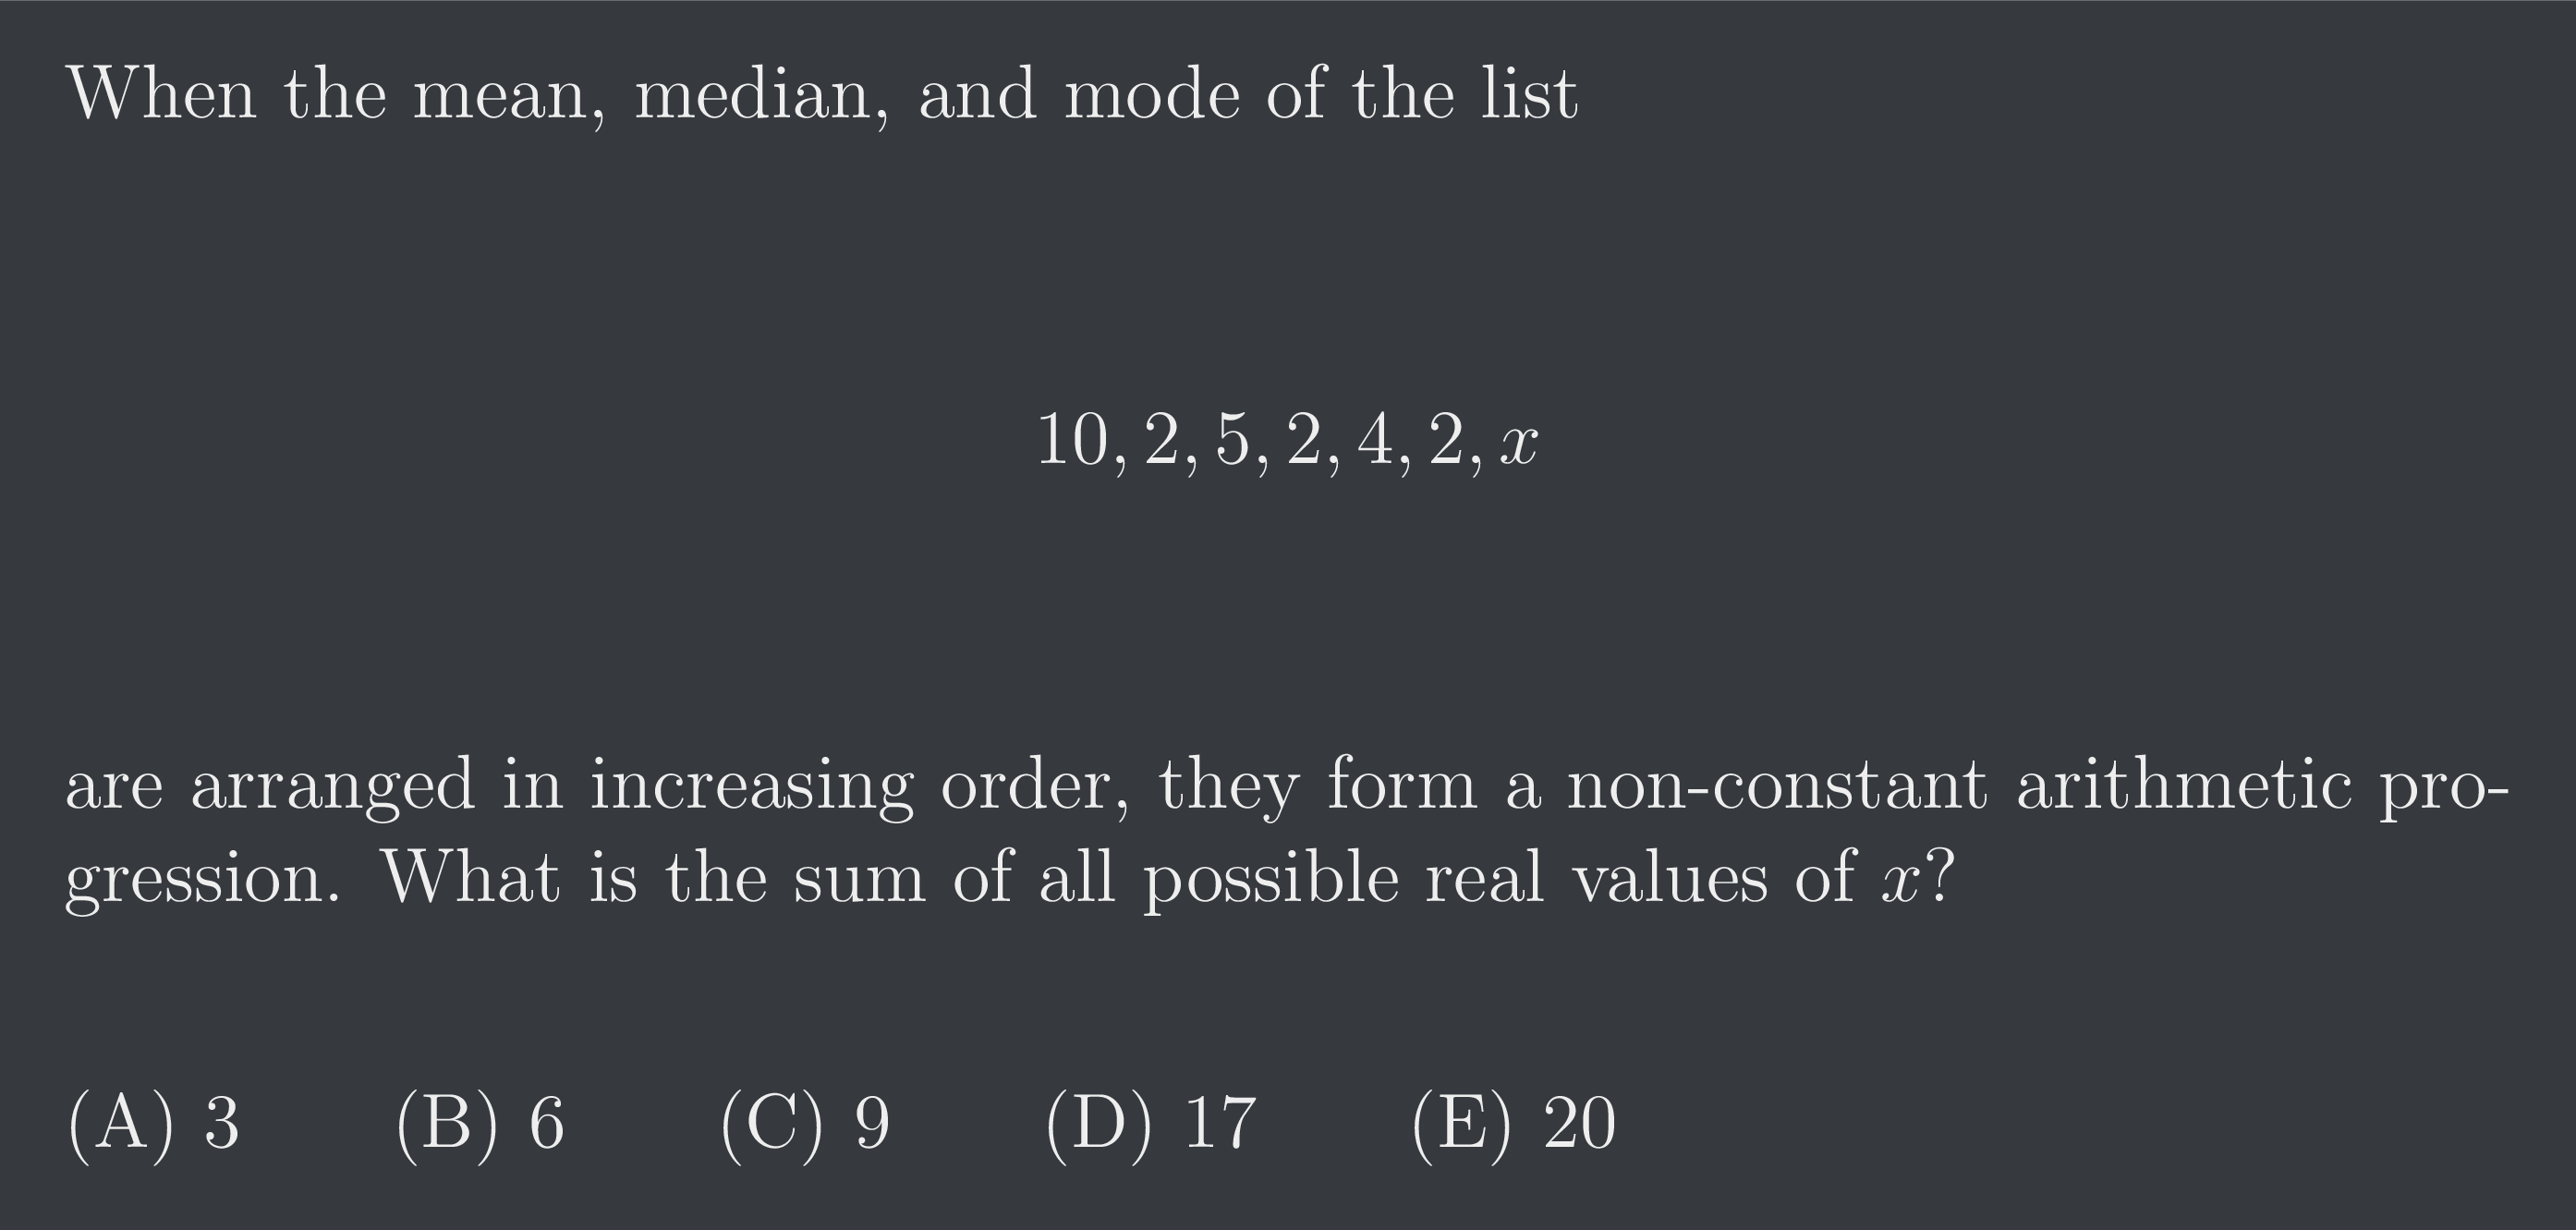 When the mean, median, and mode of the list
10, 2, 5, 2, 4, 2, x
are arranged in increasing order, they form a non-constant arithmetic pro-
gression. What is the sum of all possible real values of x?
(A) 3 (B) 6 (C) 9 (D) 17 (E) 20